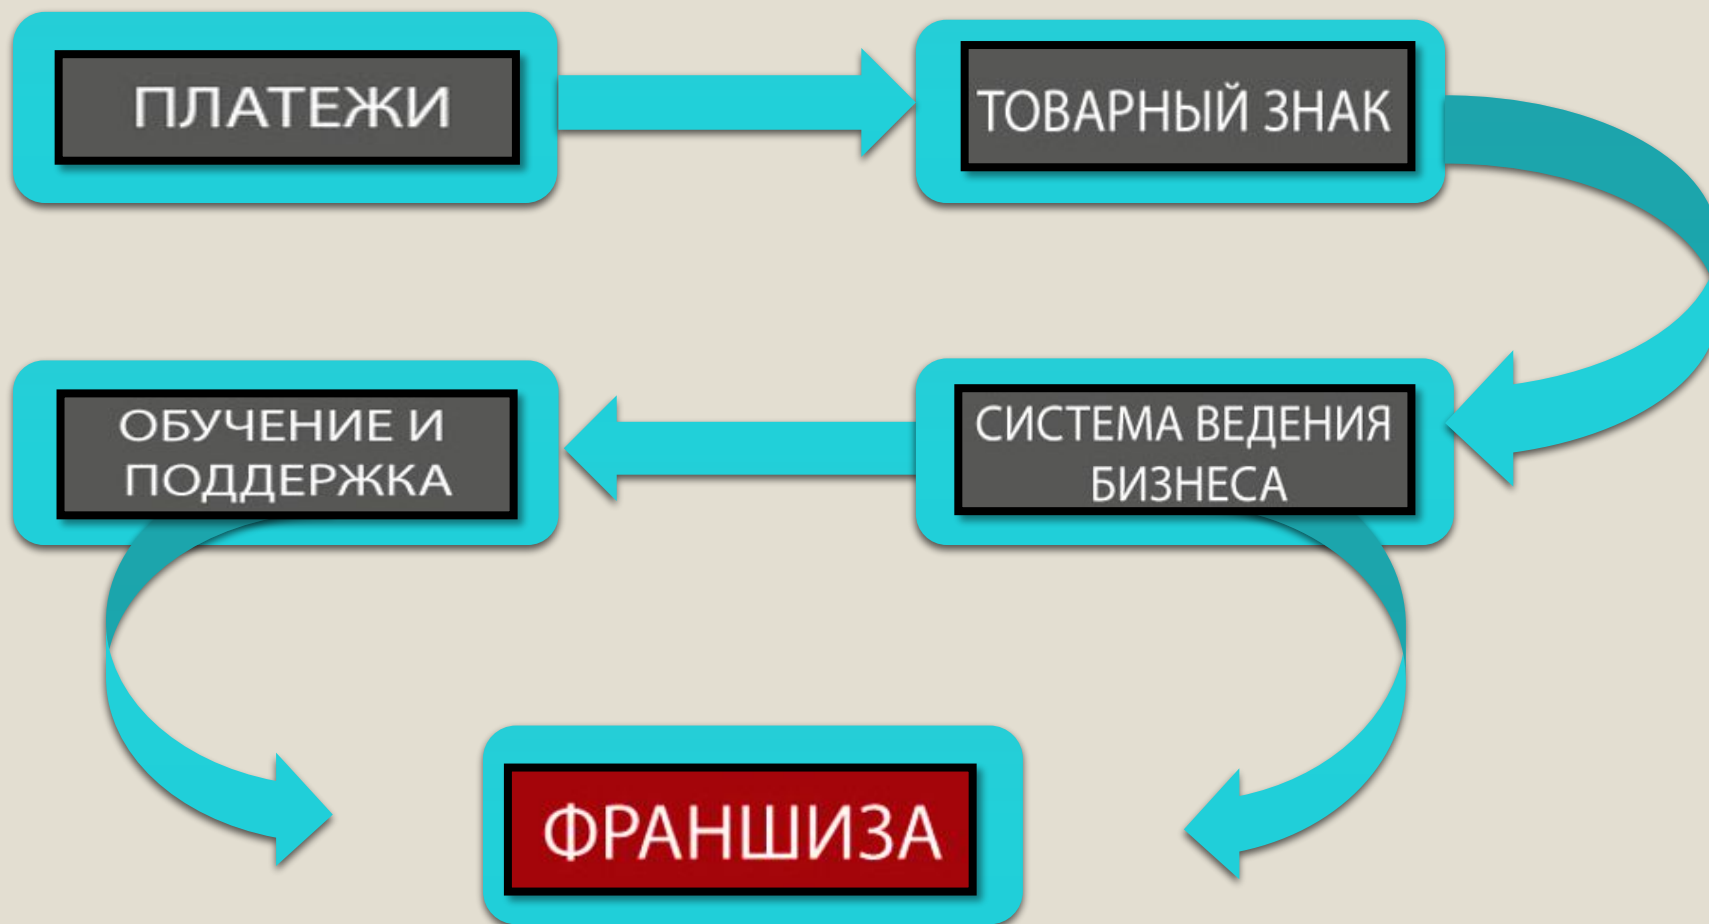 ПЛАТЕЖИ
ТОВАРНЫЙ ЗНАК
ОБУЧЕНИЕ И
ПОДДЕРЖКА
СИСТЕМА ВЕДЕНИЯ
БИЗНЕСА
ФРАНШИЗА